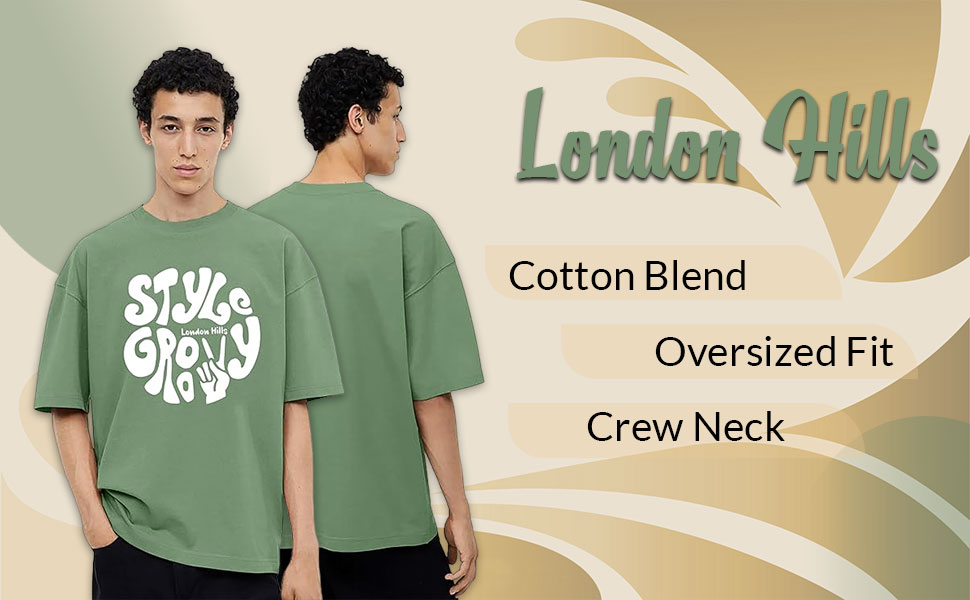 London Hills
Cotton Blend
Oversized Fit
Crew Neck
STYLE
London Hills
GROOVY